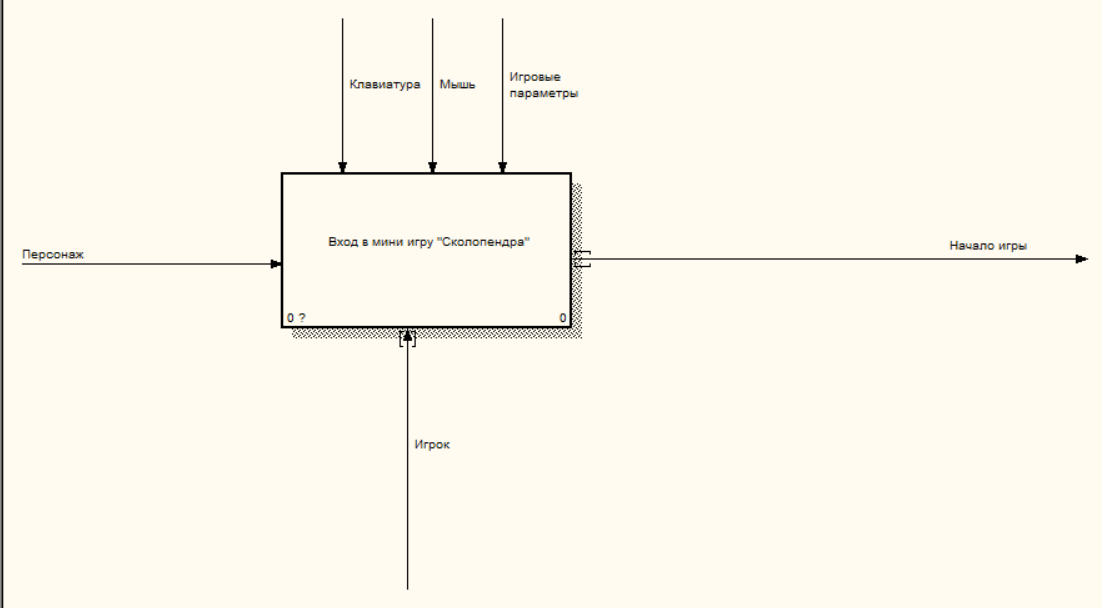 Клавиатура
Мышь
Игровые
параметры
Вход в мини игру "Сколопендра"
Персонаж
Начало игры
0 ?
0
Игрок